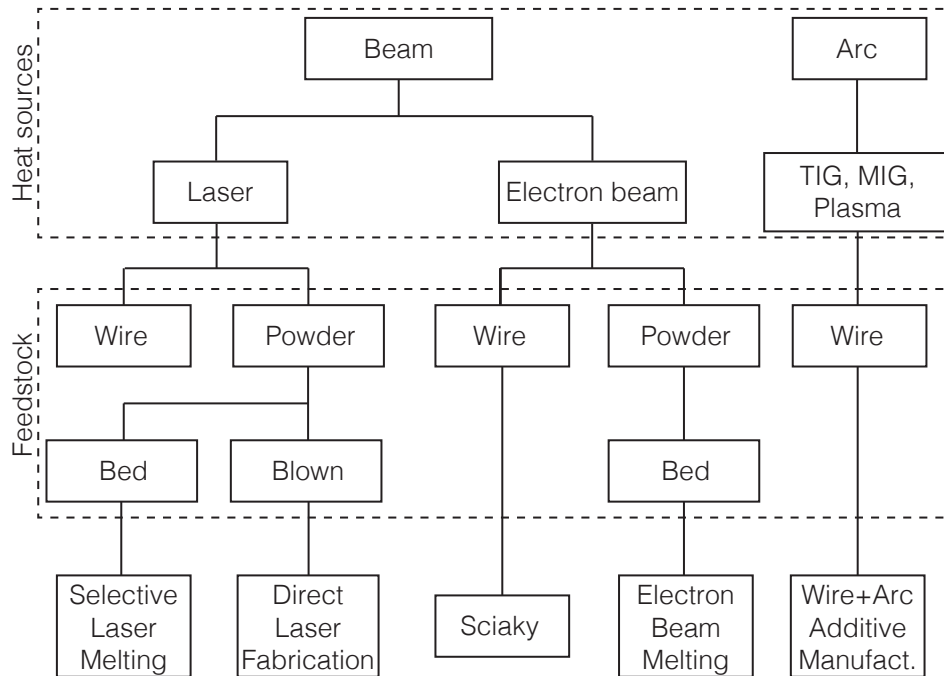 Heat sources
Beam
Arc
Laser
Electron beam
TIG, MIG,
Plasma
Feedstock
Wire
Powder
Wire
Powder
Wire
Bed
Blown
Bed
Selective
Laser
Melting
Direct
Laser
Fabrication
Sciaky
Electron
Beam
Melting
Wire+Arc
Additive
Manufact.